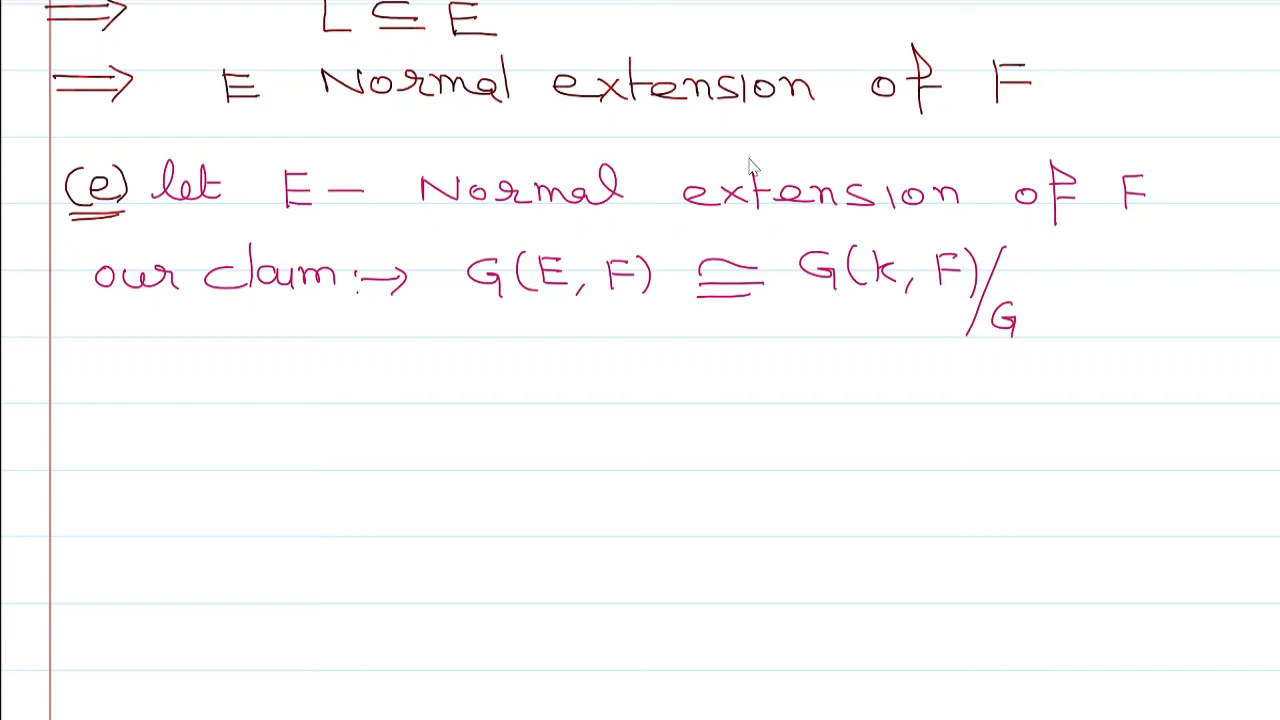 ⟹ L ⊆ E
⟹ E Normal extension of F
(e) let E – Normal extension of F
our claim :→ G(E, F) ≅ G(K, F)/G